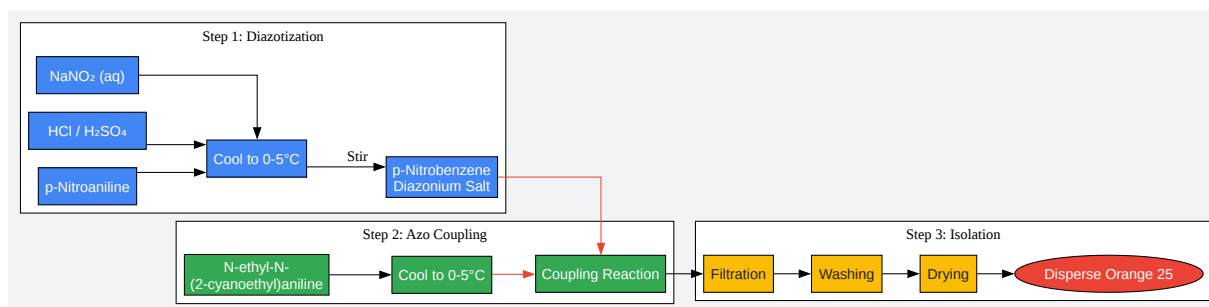 Step 1: Diazotization
NaNO₂ (aq)
HCl / H₂SO₄
p-Nitroaniline
Cool to 0-5°C
Stir
p-Nitrobenzene
Diazonium Salt
Step 2: Azo Coupling
N-ethyl-N-
(2-cyanoethyl)aniline
Cool to 0-5°C
Coupling Reaction
Step 3: Isolation
Filtration
Washing
Drying
Disperse Orange 25